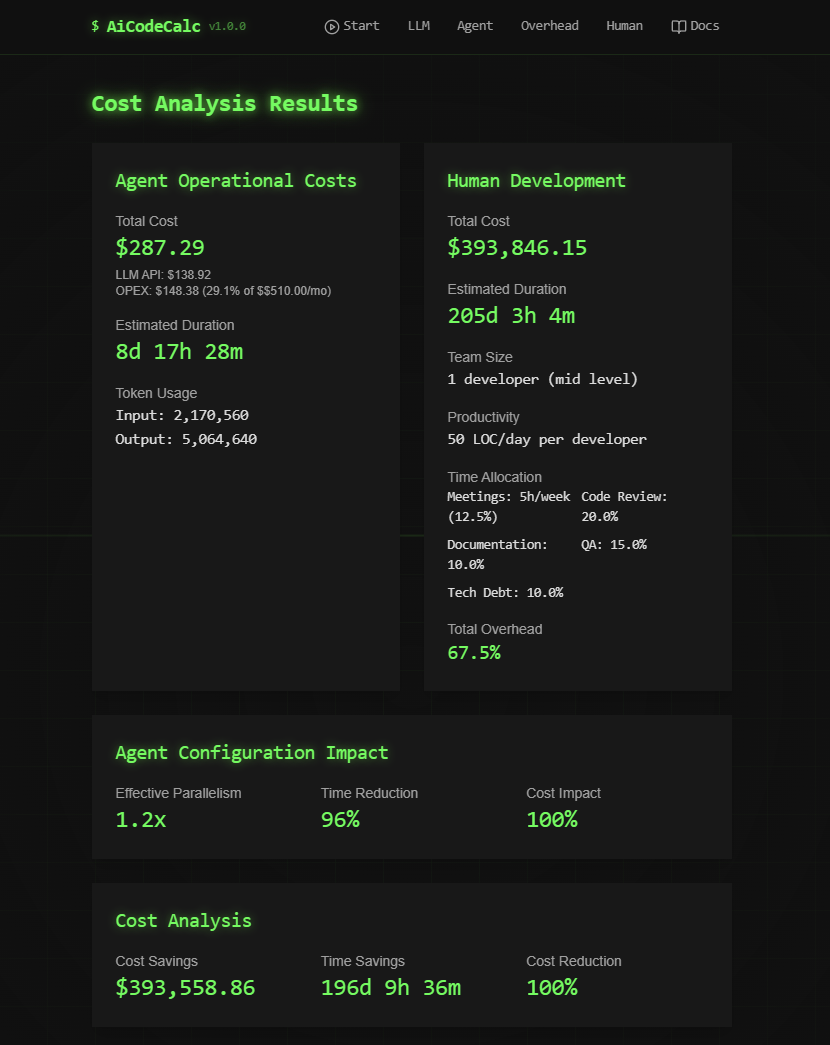 $ AiCodeCalc v1.0.0 Start LLM Agent Overhead Human Docs
Cost Analysis Results
Agent Operational Costs
Total Cost
$287.29
LLM API: $138.92
OPEX: $148.38 (29.1% of $$510.00/mo)
Estimated Duration
8d 17h 28m
Token Usage
Input: 2,170,560
Output: 5,064,640
Human Development
Total Cost
$393,846.15
Estimated Duration
205d 3h 4m
Team Size
1 developer (mid level)
Productivity
50 LOC/day per developer
Time Allocation
Meetings: 5h/week
(12.5%)
Code Review:
20.0%
Documentation:
10.0%
QA: 15.0%
Tech Debt: 10.0%
Total Overhead
67.5%
Agent Configuration Impact
Effective Parallelism
1.2x
Time Reduction
96%
Cost Impact
100%
Cost Analysis
Cost Savings
$393,558.86
Time Savings
196d 9h 36m
Cost Reduction
100%